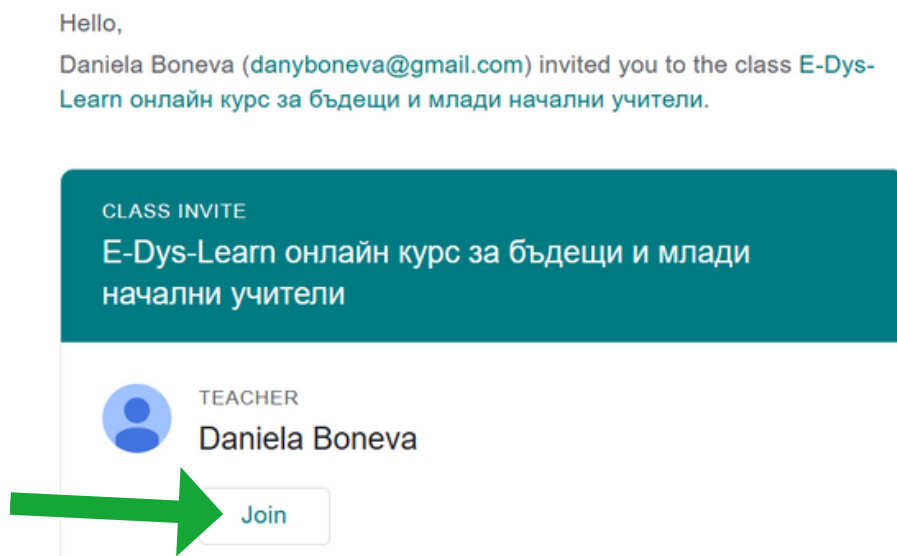 Hello,
Daniela Boneva (danyboneva@gmail.com) invited you to the class E-Dys-
Learn онлайн курс за бъдещи и млади начални учители.
CLASS INVITE
E-Dys-Learn онлайн курс за бъдещи и млади
начални учители
TEACHER
Daniela Boneva
Join